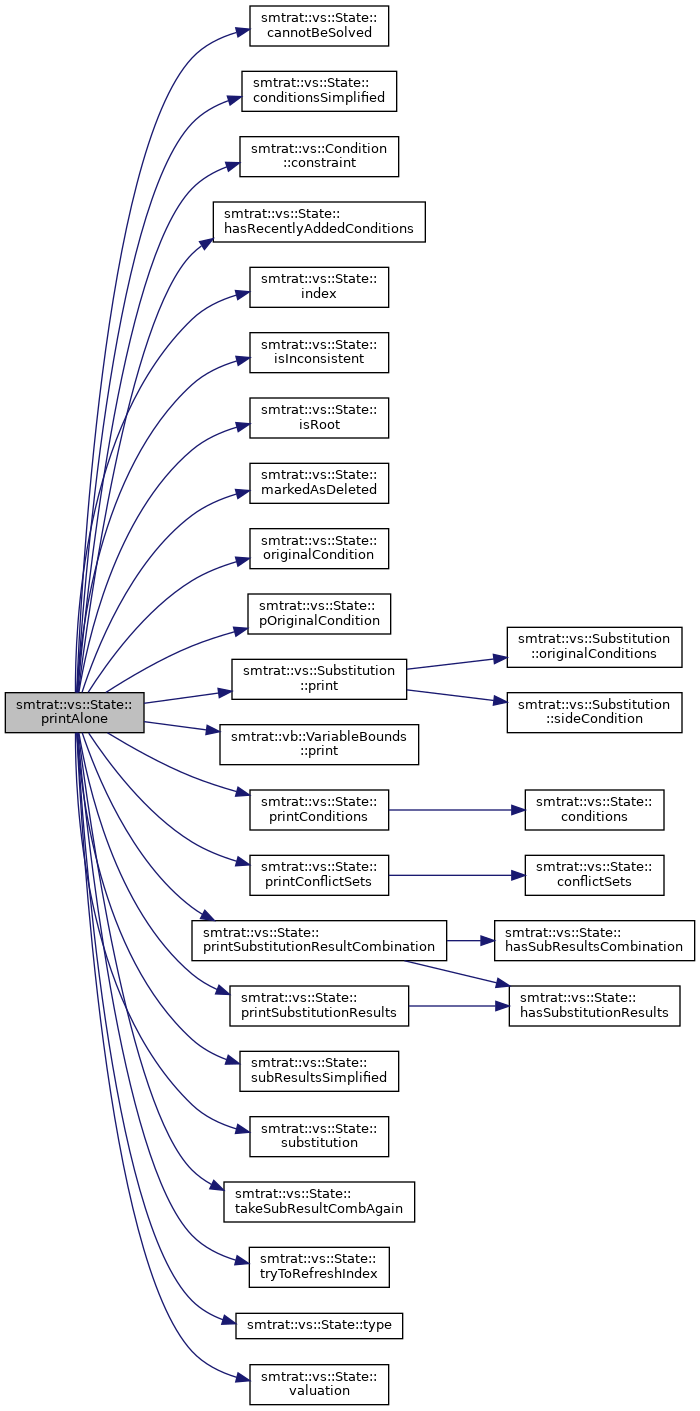 smtrat::vs::State::
printAlone
smtrat::vs::State::
cannotBeSolved
smtrat::vs::State::
conditionsSimplified
smtrat::vs::Condition
::constraint
smtrat::vs::State::
hasRecentlyAddedConditions
smtrat::vs::State::
index
smtrat::vs::State::
isInconsistent
smtrat::vs::State::
isRoot
smtrat::vs::State::
markedAsDeleted
smtrat::vs::State::
originalCondition
smtrat::vs::State::
pOriginalCondition
smtrat::vs::Substitution
::print
smtrat::vs::Substitution
::originalConditions
smtrat::vs::Substitution
::sideCondition
smtrat::vb::VariableBounds
::print
smtrat::vs::State::
printConditions
smtrat::vs::State::
conditions
smtrat::vs::State::
printConflictSets
smtrat::vs::State::
conflictSets
smtrat::vs::State::
printSubstitutionResultCombination
smtrat::vs::State::
hasSubResultsCombination
smtrat::vs::State::
printSubstitutionResults
smtrat::vs::State::
hasSubstitutionResults
smtrat::vs::State::
subResultsSimplified
smtrat::vs::State::
substitution
smtrat::vs::State::
takeSubResultCombAgain
smtrat::vs::State::
tryToRefreshIndex
smtrat::vs::State::type
smtrat::vs::State::
valuation